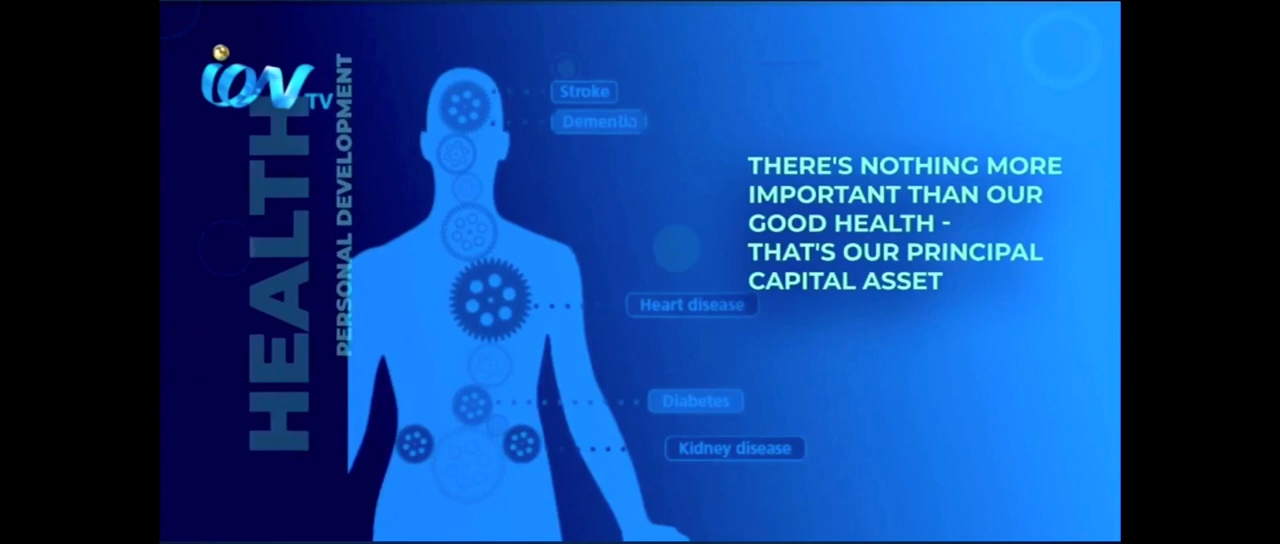 ion TV
HEALTH
PERSONAL DEVELOPMENT
Stroke
Dementia
THERE'S NOTHING MORE
IMPORTANT THAN OUR
GOOD HEALTH -
THAT'S OUR PRINCIPAL
CAPITAL ASSET
Heart disease
Diabetes
Kidney disease